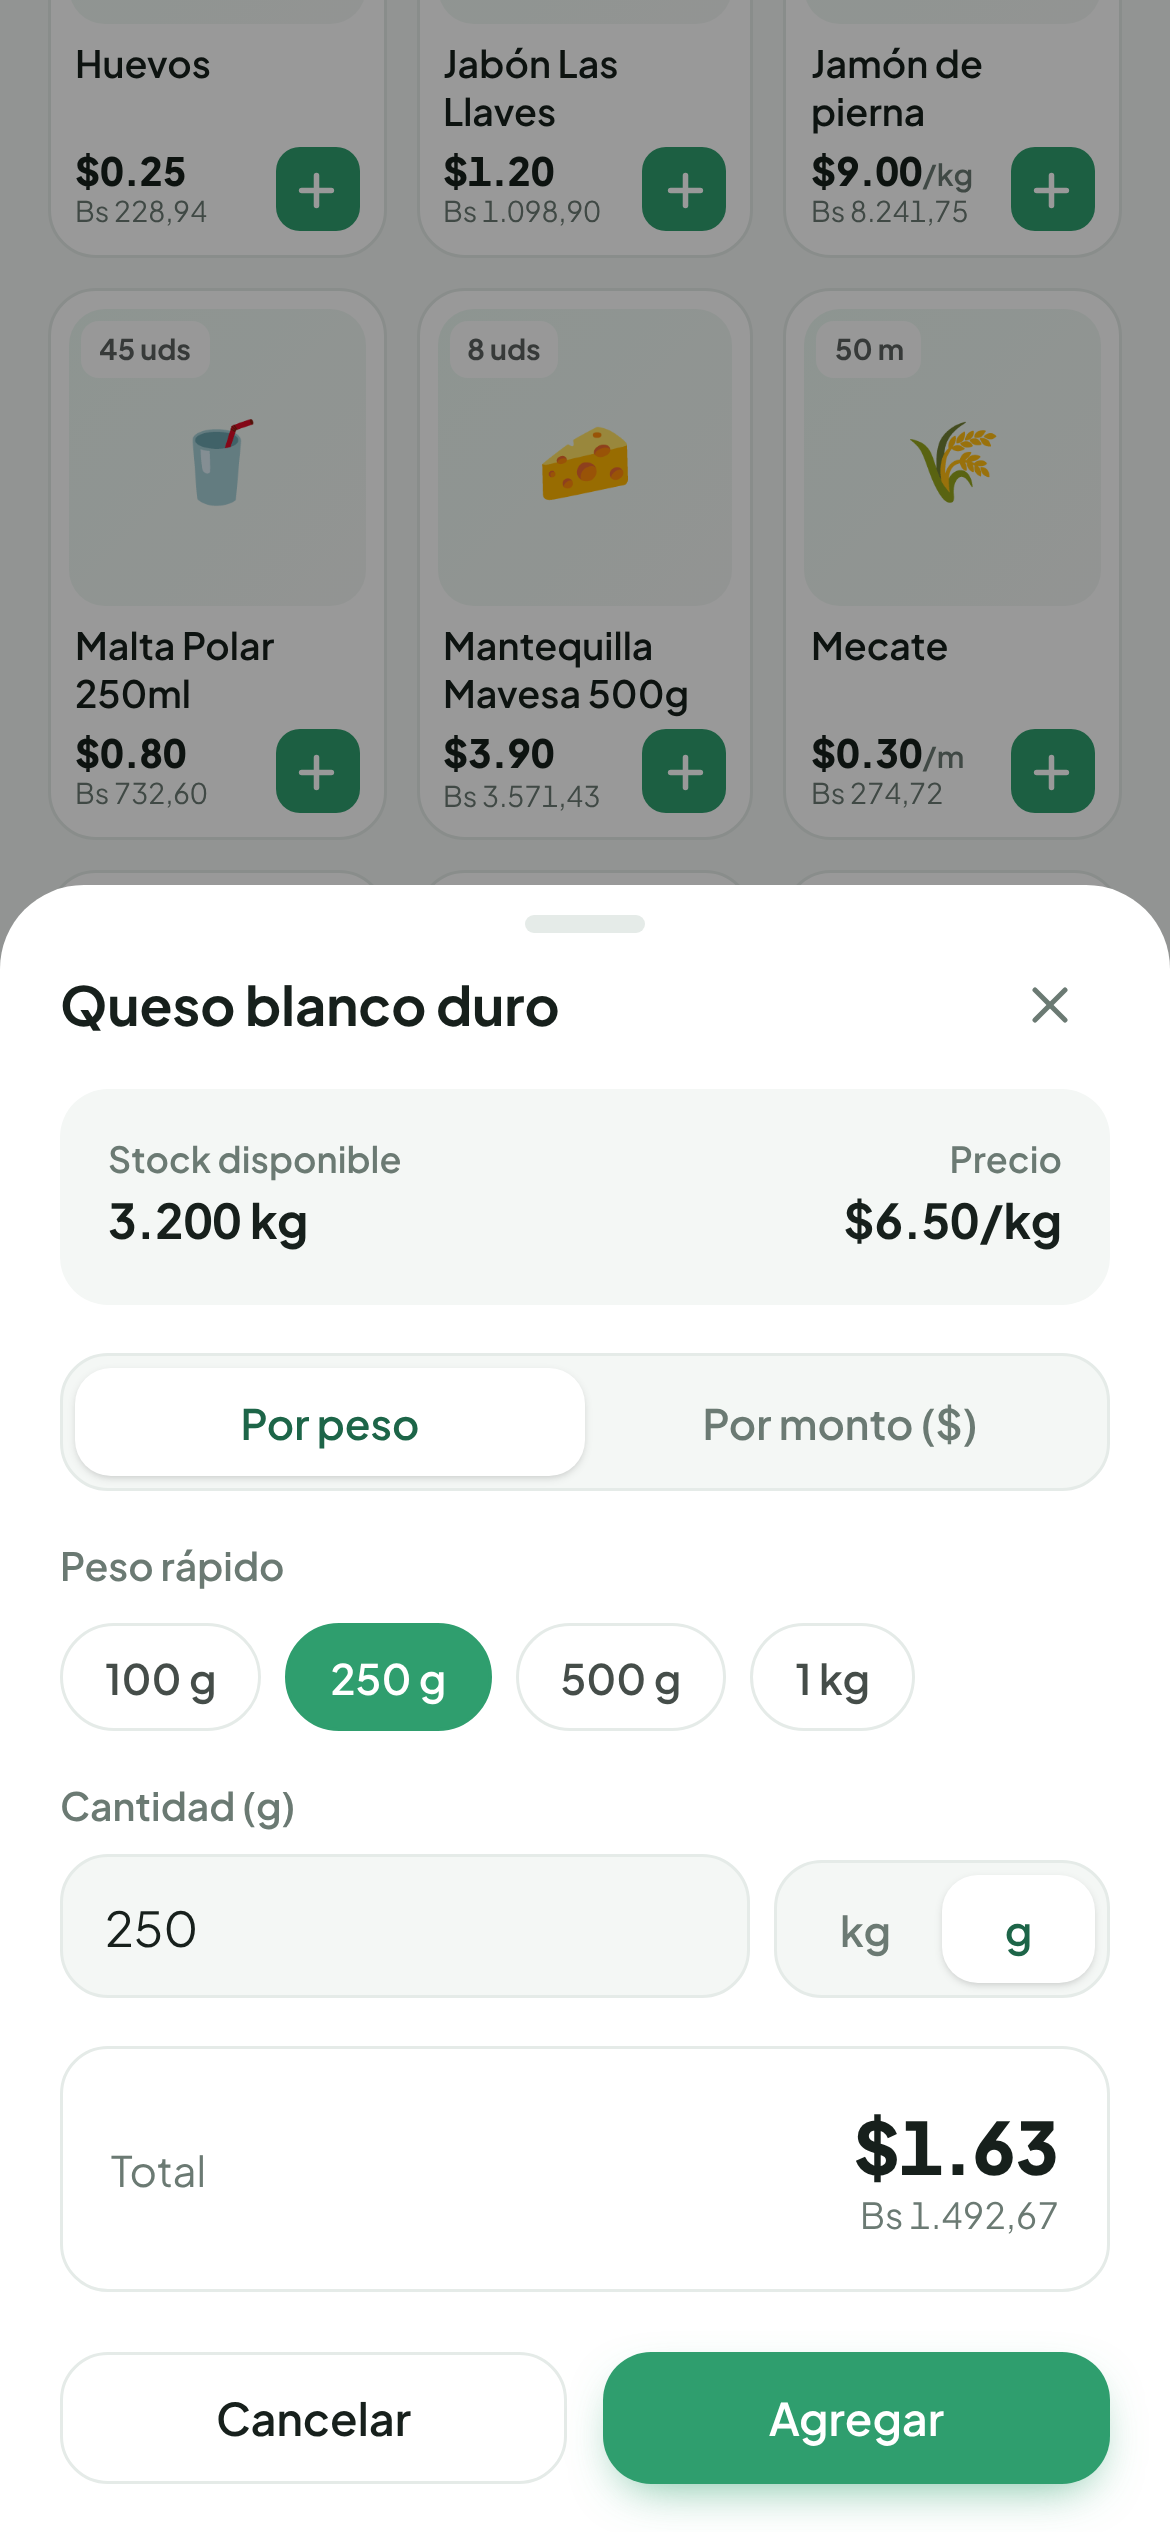 Huevos
Jabón Las
Llaves
Jamón de
pierna
$0.25
$1.20
$9.00/kg
Bs 228,94
Bs 1.098,90
Bs 8.241,75
45 uds
8 uds
50 m
Malta Polar
250ml
Mantequilla
Mavesa 500g
Mecate
$0.80
$3.90
$0.30/m
Bs 732,60
Bs 3.571,43
Bs 274,72
Queso blanco duro
Stock disponible
Precio
3.200 kg
$6.50/kg
Por peso
Por monto ($)
Peso rápido
100 g
250 g
500 g
1 kg
Cantidad (g)
250
kg
g
Total
$1.63
Bs 1.492,67
Cancelar
Agregar